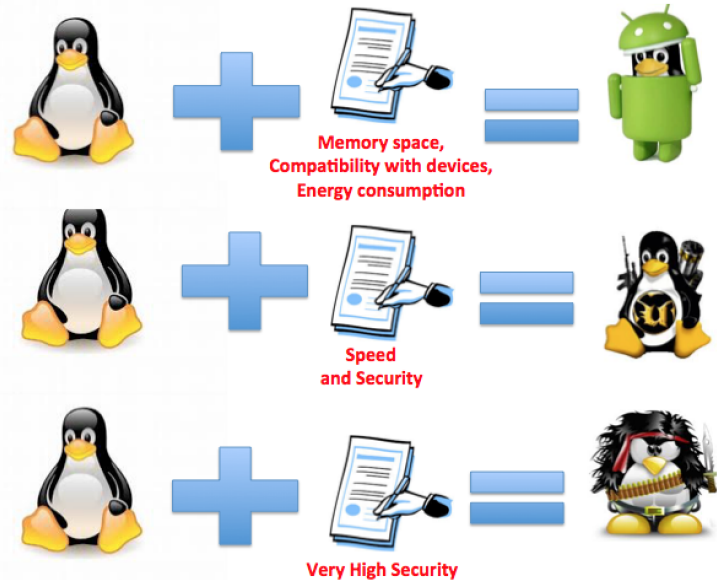 Memory space,
Compatibility with devices,
Energy consumption
Speed
and Security
Very High Security